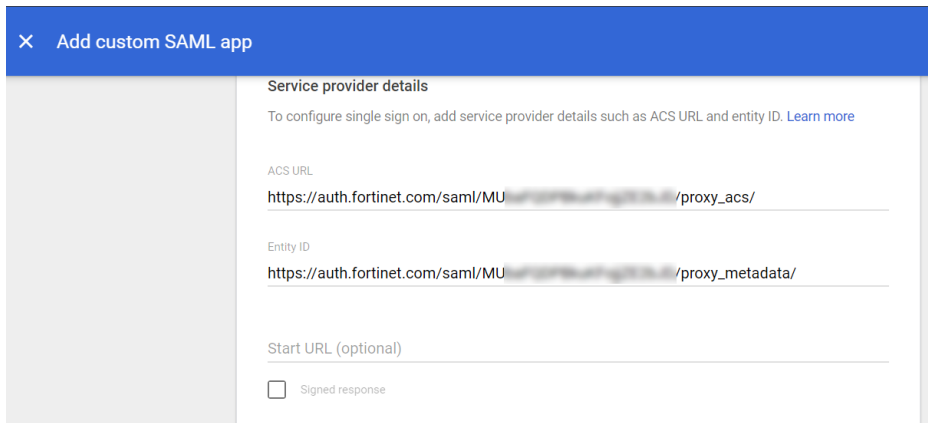 Add custom SAML app
Service provider details
To configure single sign on, add service provider details such as ACS URL and entity ID. Learn more
ACS URL
https://auth.fortinet.com/saml/MU /proxy_acs/
Entity ID
https://auth.fortinet.com/saml/MU /proxy_metadata/
Start URL (optional)
Signed response